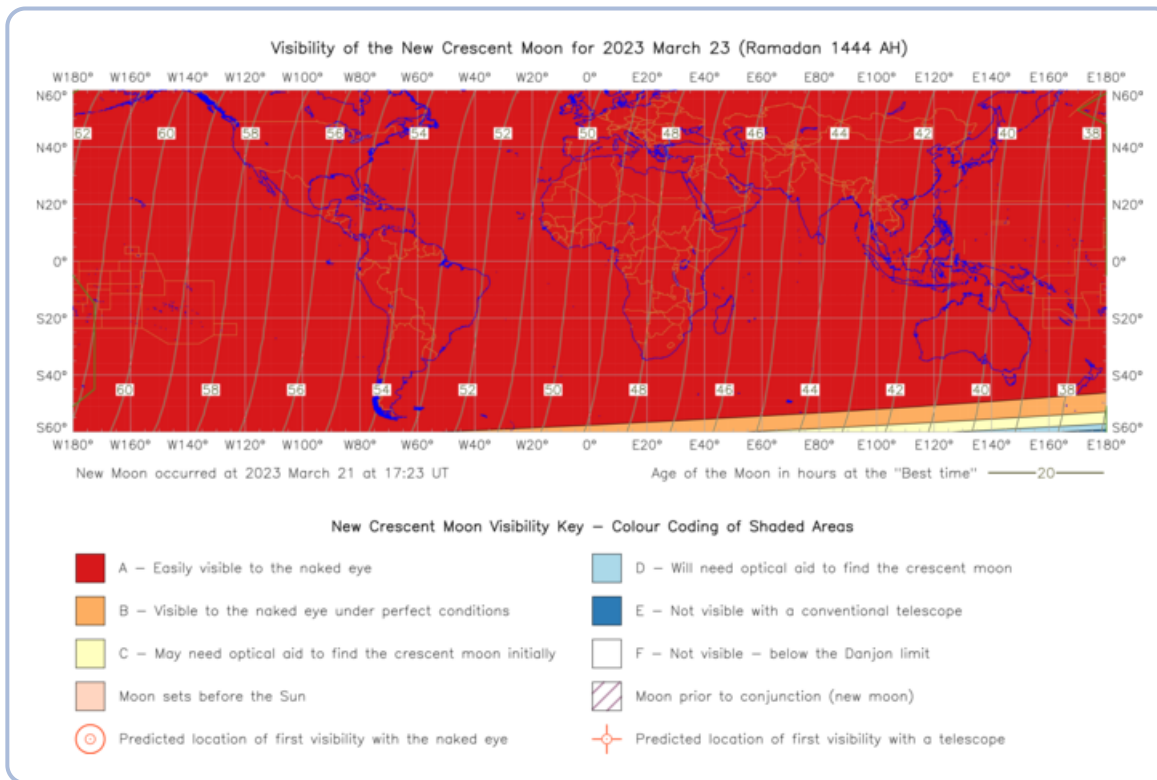 Visibility of the New Crescent Moon for 2023 March 23 (Ramadan 1444 AH)
W180° W160° W140° W120° W100° W80° W60° W40° W20° 0° E20° E40° E60° E80° E100° E120° E140° E160° E180°
N60° N60°
62 60 58 56 54 52 50 48 46 44 42 40 38
N40° N40°
N20° N20°
0° 0°
S20° S20°
S40° S40°
60 58 56 54 52 50 48 46 44 42 40 38
S60° S60°
W180° W160° W140° W120° W100° W80° W60° W40° W20° 0° E20° E40° E60° E80° E100° E120° E140° E160° E180°
New Moon occurred at 2023 March 21 at 17:23 UT Age of the Moon in hours at the "Best time" 20
New Crescent Moon Visibility Key – Colour Coding of Shaded Areas
A – Easily visible to the naked eye
D – Will need optical aid to find the crescent moon
B – Visible to the naked eye under perfect conditions
E – Not visible with a conventional telescope
C – May need optical aid to find the crescent moon initially
F – Not visible – below the Danjon limit
Moon sets before the Sun
Moon prior to conjunction (new moon)
Predicted location of first visibility with the naked eye
Predicted location of first visibility with a telescope